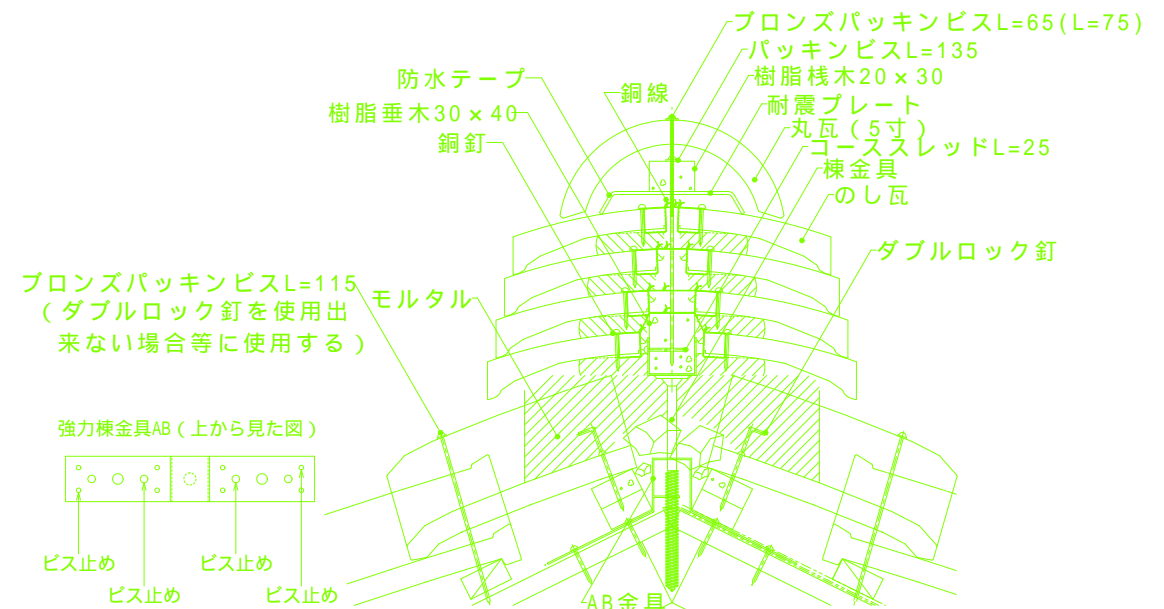 ブロンズパッキンビスL=65(L=75)
パッキンビスL=135
樹脂桟木20×30
防水テープ
銅線
耐震プレート
樹脂垂木30×40
丸瓦(5寸)
銅釘
コーススレッドL=25
棟金具
のし瓦
ダブルロック釘
ブロンズパッキンビスL=115
(ダブルロック釘を使用出
来ない場合等に使用する)
モルタル
強力棟金具AB(上から見た図)
ビス止め
ビス止め
ビス止め
ビス止め
AB金具